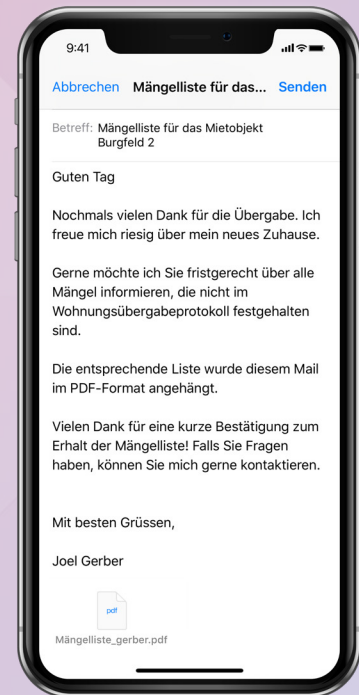 9:41
Abbrechen Mängelliste für das... Senden
Betreff: Mängelliste für das Mietobjekt
Burgfeld 2
Guten Tag
Nochmals vielen Dank für die Übergabe. Ich
freue mich riesig über mein neues Zuhause.
Gerne möchte ich Sie fristgerecht über alle
Mängel informieren, die nicht im
Wohnungsübergabeprotokoll festgehalten
sind.
Die entsprechende Liste wurde diesem Mail
im PDF-Format angehängt.
Vielen Dank für eine kurze Bestätigung zum
Erhalt der Mängelliste! Falls Sie Fragen
haben, können Sie mich gerne kontaktieren.
Mit besten Grüssen,
Joel Gerber
pdf
Mängelliste_gerber.pdf